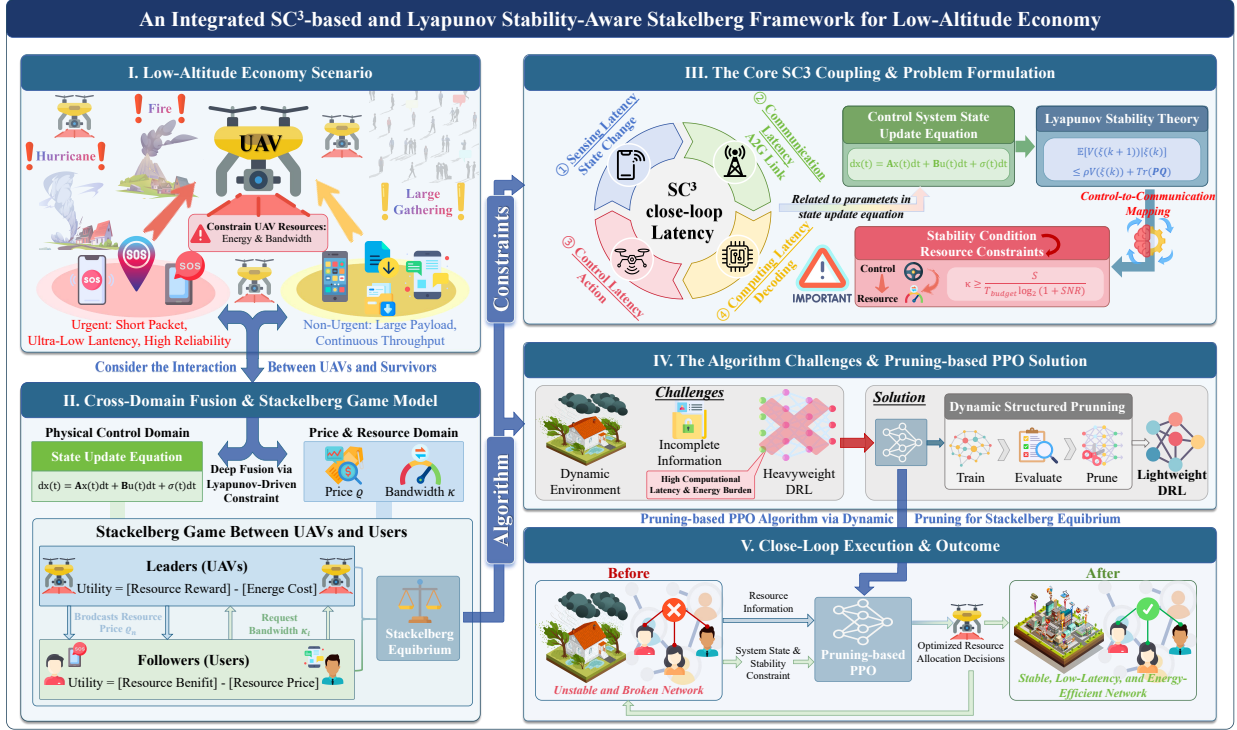 An Integrated SC³-based and Lyapunov Stability-Aware Stakelberg Framework for Low-Altitude Economy
I. Low-Altitude Economy Scenario
Fire
Hurricane
UAV
Large
Gathering
Constrain UAV Resources:
Energy & Bandwidth
SOS
SOS
Urgent: Short Packet,
Ultra-Low Lantency, High Reliability
Non-Urgent: Large Payload,
Continuous Throughput
Consider the Interaction
Between UAVs and Survivors
II. Cross-Domain Fusion & Stackelberg Game Model
Physical Control Domain
State Update Equation
dx(t) = Ax(t)dt + Bu(t)dt + σ(t)dt
Deep Fusion via
Lyapunov-Driven
Constraint
Price & Resource Domain
Price ϱ
Bandwidth κ
Stackelberg Game Between UAVs and Users
Leaders (UAVs)
Utility = [Resource Reward] - [Energe Cost]
Brodcasts Resource
Price ϱₙ
Request
Bandwidth κᵢ
SOS
Followers (Users)
Utility = [Resource Benifit] - [Resource Price]
Stackelberg
Equibrium
Constraints
Algorithm
III. The Core SC3 Coupling & Problem Formulation
① Sensing Latency
State Change
② Communication
Latency
A2G Link
③ Control Latency
Action
④ Computing Latency
Decoding
SC³
close-loop
Latency
Control System State
Update Equation
dx(t) = Ax(t)dt + Bu(t)dt + σ(t)dt
Lyapunov Stability Theory
𝔼[V(ξ(k + 1))|ξ(k)]
≤ ρV(ξ(k)) + Tr(PQ)
Related to parametets in
state update equation
Control-to-Communication
Mapping
IMPORTANT
Stability Condition
Resource Constraints
Control
Resource
κ ≥ S / T_budget log₂ (1 + SNR)
IV. The Algorithm Challenges & Pruning-based PPO Solution
Challenges
Dynamic
Environment
Incomplete
Information
High Computational
Latency & Energy Burden
Heavyweight
DRL
Solution
Dynamic Structured Prunning
Train
Evaluate
Prune
Lightweight
DRL
Pruning-based PPO Algorithm via Dynamic
Pruning for Stackelberg Equibrium
V. Close-Loop Execution & Outcome
Before
Unstable and Broken Network
Resource
Information
System State &
Stability
Constraint
Pruning-based
PPO
Optimized Resource
Allocation Decisions
After
Stable, Low-Latency, and Energy-
Efficient Network